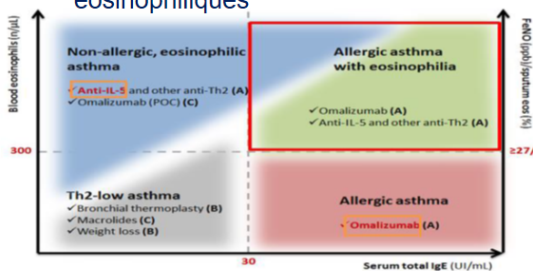 eosinophiliques
Blood eosinophils (n/µL)
Non-allergic, eosinophilic
asthma
✓Anti-IL-5 and other anti-Th2 (A)
✓Omalizumab (POC) (C)
Allergic asthma
with eosinophilia
✓Omalizumab (A)
✓Anti-IL-5 and other anti-Th2 (A)
FeNO (ppb)/sputum eos (%)
300
≥27/
Th2-low asthma
✓Bronchial thermoplasty (B)
✓Macrolides (C)
✓Weight loss (B)
Allergic asthma
✓Omalizumab (A)
30
Serum total IgE (UI/mL)